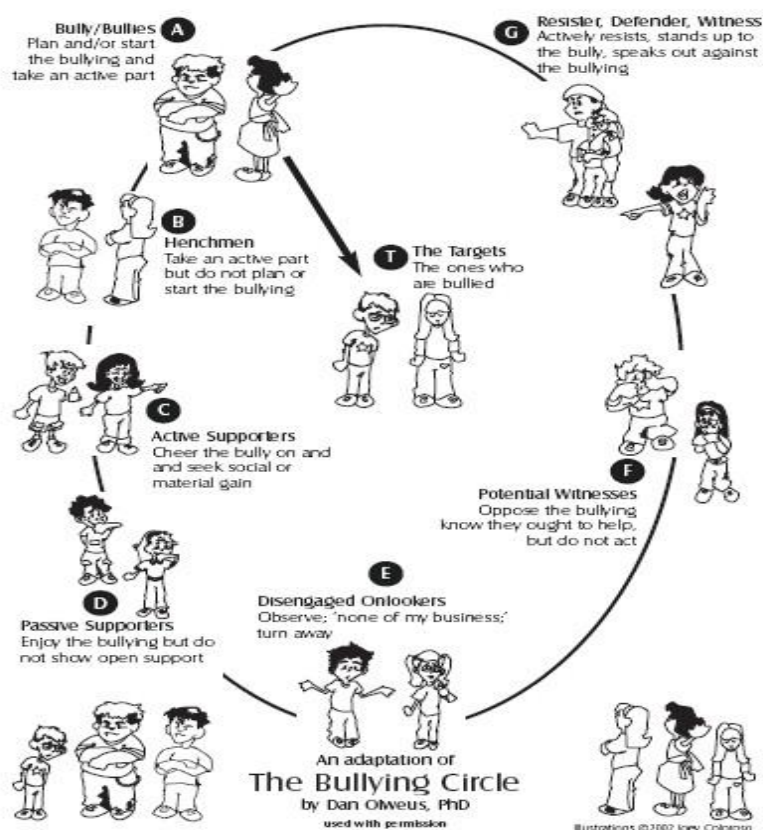 A
Bully/Bullies
Plan and/or start
the bullying and
take an active part
G
Resister, Defender, Witness
Actively resists, stands up to
the bully, speaks out against
the bullying
B
Henchmen
Take an active part
but do not plan or
start the bullying
T
The Targets
The ones who
are bullied
C
Active Supporters
Cheer the bully on and
and seek social or
material gain
F
Potential Witnesses
Oppose the bullying
know they ought to help,
but do not act
D
Passive Supporters
Enjoy the bullying but do
not show open support
E
Disengaged Onlookers
Observe; 'none of my business;'
turn away
An adaptation of
The Bullying Circle
by Dan Olweus, PhD
used with permission
Illustrations ©2002 Joey Coloroso